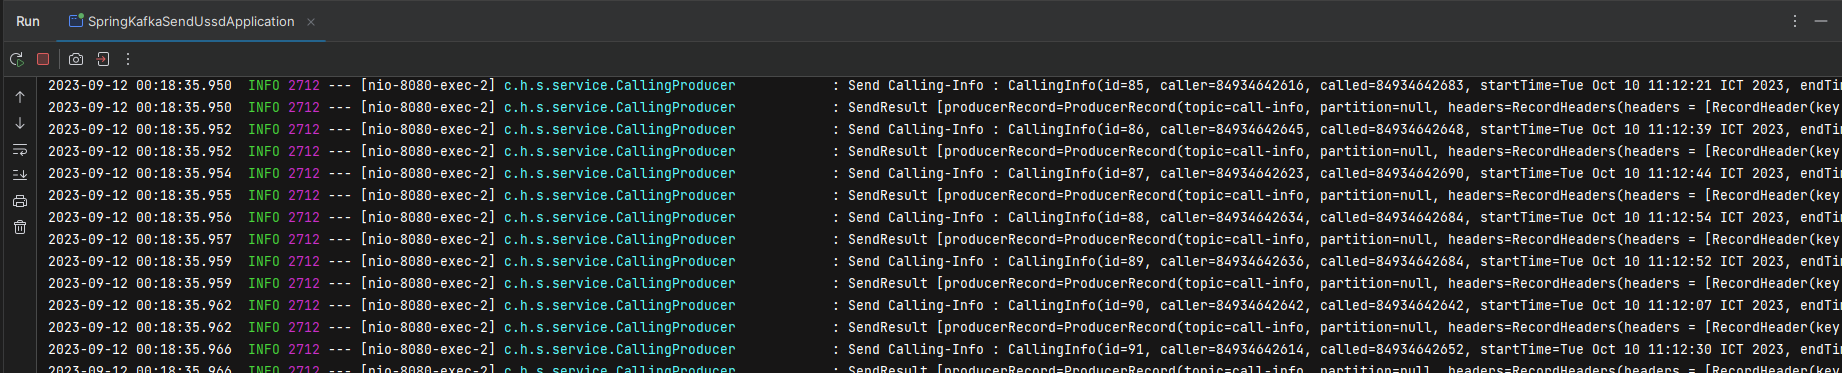 Run SpringKafkaSendUssdApplication
2023-09-12 00:18:35.950 INFO 2712 --- [nio-8080-exec-2] c.h.s.service.CallingProducer : Send Calling-Info : CallingInfo(id=85, caller=84934642616, called=84934642683, startTime=Tue Oct 10 11:12:21 ICT 2023, endTi
2023-09-12 00:18:35.950 INFO 2712 --- [nio-8080-exec-2] c.h.s.service.CallingProducer : SendResult [producerRecord=ProducerRecord(topic=call-info, partition=null, headers=RecordHeaders(headers = [RecordHeader(key
2023-09-12 00:18:35.952 INFO 2712 --- [nio-8080-exec-2] c.h.s.service.CallingProducer : Send Calling-Info : CallingInfo(id=86, caller=84934642645, called=84934642648, startTime=Tue Oct 10 11:12:39 ICT 2023, endTi
2023-09-12 00:18:35.952 INFO 2712 --- [nio-8080-exec-2] c.h.s.service.CallingProducer : SendResult [producerRecord=ProducerRecord(topic=call-info, partition=null, headers=RecordHeaders(headers = [RecordHeader(key
2023-09-12 00:18:35.954 INFO 2712 --- [nio-8080-exec-2] c.h.s.service.CallingProducer : Send Calling-Info : CallingInfo(id=87, caller=84934642623, called=84934642690, startTime=Tue Oct 10 11:12:44 ICT 2023, endTi
2023-09-12 00:18:35.955 INFO 2712 --- [nio-8080-exec-2] c.h.s.service.CallingProducer : SendResult [producerRecord=ProducerRecord(topic=call-info, partition=null, headers=RecordHeaders(headers = [RecordHeader(key
2023-09-12 00:18:35.956 INFO 2712 --- [nio-8080-exec-2] c.h.s.service.CallingProducer : Send Calling-Info : CallingInfo(id=88, caller=84934642634, called=84934642684, startTime=Tue Oct 10 11:12:54 ICT 2023, endTi
2023-09-12 00:18:35.957 INFO 2712 --- [nio-8080-exec-2] c.h.s.service.CallingProducer : SendResult [producerRecord=ProducerRecord(topic=call-info, partition=null, headers=RecordHeaders(headers = [RecordHeader(key
2023-09-12 00:18:35.959 INFO 2712 --- [nio-8080-exec-2] c.h.s.service.CallingProducer : Send Calling-Info : CallingInfo(id=89, caller=84934642636, called=84934642684, startTime=Tue Oct 10 11:12:52 ICT 2023, endTi
2023-09-12 00:18:35.959 INFO 2712 --- [nio-8080-exec-2] c.h.s.service.CallingProducer : SendResult [producerRecord=ProducerRecord(topic=call-info, partition=null, headers=RecordHeaders(headers = [RecordHeader(key
2023-09-12 00:18:35.962 INFO 2712 --- [nio-8080-exec-2] c.h.s.service.CallingProducer : Send Calling-Info : CallingInfo(id=90, caller=84934642642, called=84934642642, startTime=Tue Oct 10 11:12:07 ICT 2023, endTi
2023-09-12 00:18:35.962 INFO 2712 --- [nio-8080-exec-2] c.h.s.service.CallingProducer : SendResult [producerRecord=ProducerRecord(topic=call-info, partition=null, headers=RecordHeaders(headers = [RecordHeader(key
2023-09-12 00:18:35.966 INFO 2712 --- [nio-8080-exec-2] c.h.s.service.CallingProducer : Send Calling-Info : CallingInfo(id=91, caller=84934642614, called=84934642652, startTime=Tue Oct 10 11:12:30 ICT 2023, endTi
2023-09-12 00:18:35.966 INFO 2712 --- [nio-8080-exec-2] c.h.s.service.CallingProducer : SendResult [producerRecord=ProducerRecord(topic=call-info, partition=null, headers=RecordHeaders(headers = [RecordHeader(key